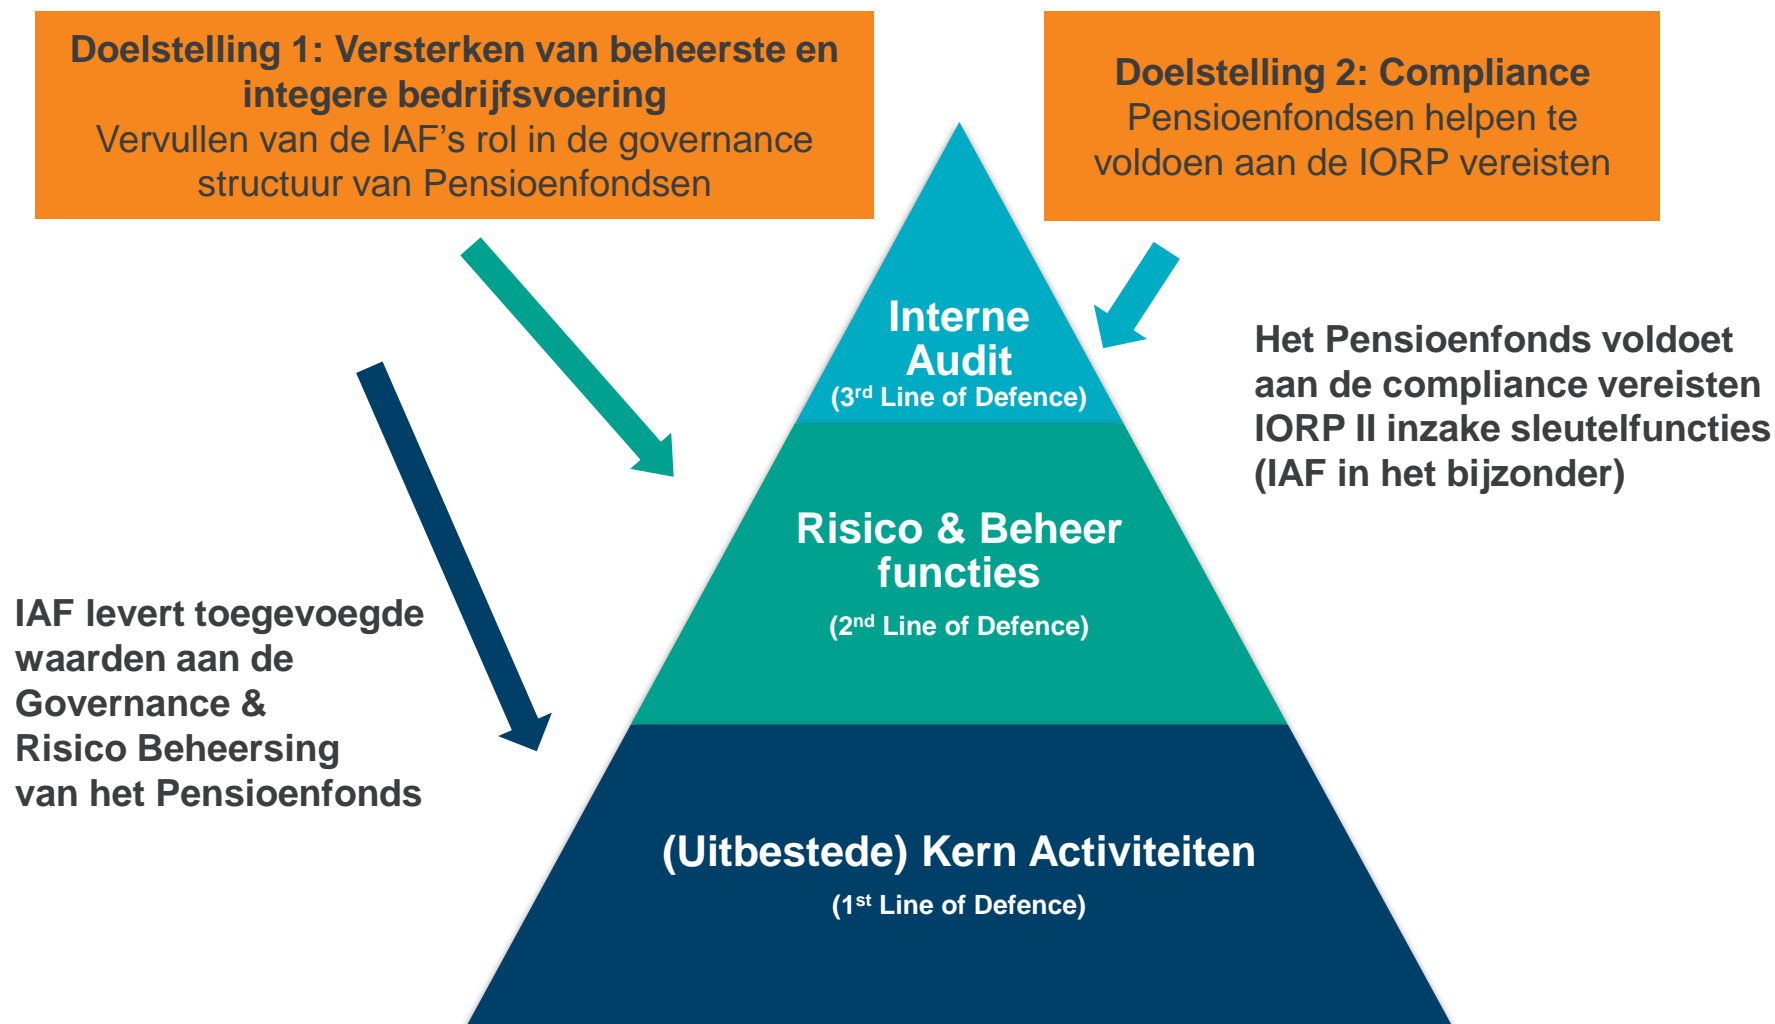 Doelstelling 1: Versterken van beheerste en
integere bedrijfsvoering
Vervullen van de IAF’s rol in de governance
structuur van Pensioenfondsen
Doelstelling 2: Compliance
Pensioenfondsen helpen te
voldoen aan de IORP vereisten
Interne
Audit
(3rd Line of Defence)
Het Pensioenfonds voldoet
aan de compliance vereisten
IORP II inzake sleutelfuncties
(IAF in het bijzonder)
Risico & Beheer
functies
(2nd Line of Defence)
IAF levert toegevoegde
waarden aan de
Governance &
Risico Beheersing
van het Pensioenfonds
(Uitbestede) Kern Activiteiten
(1st Line of Defence)